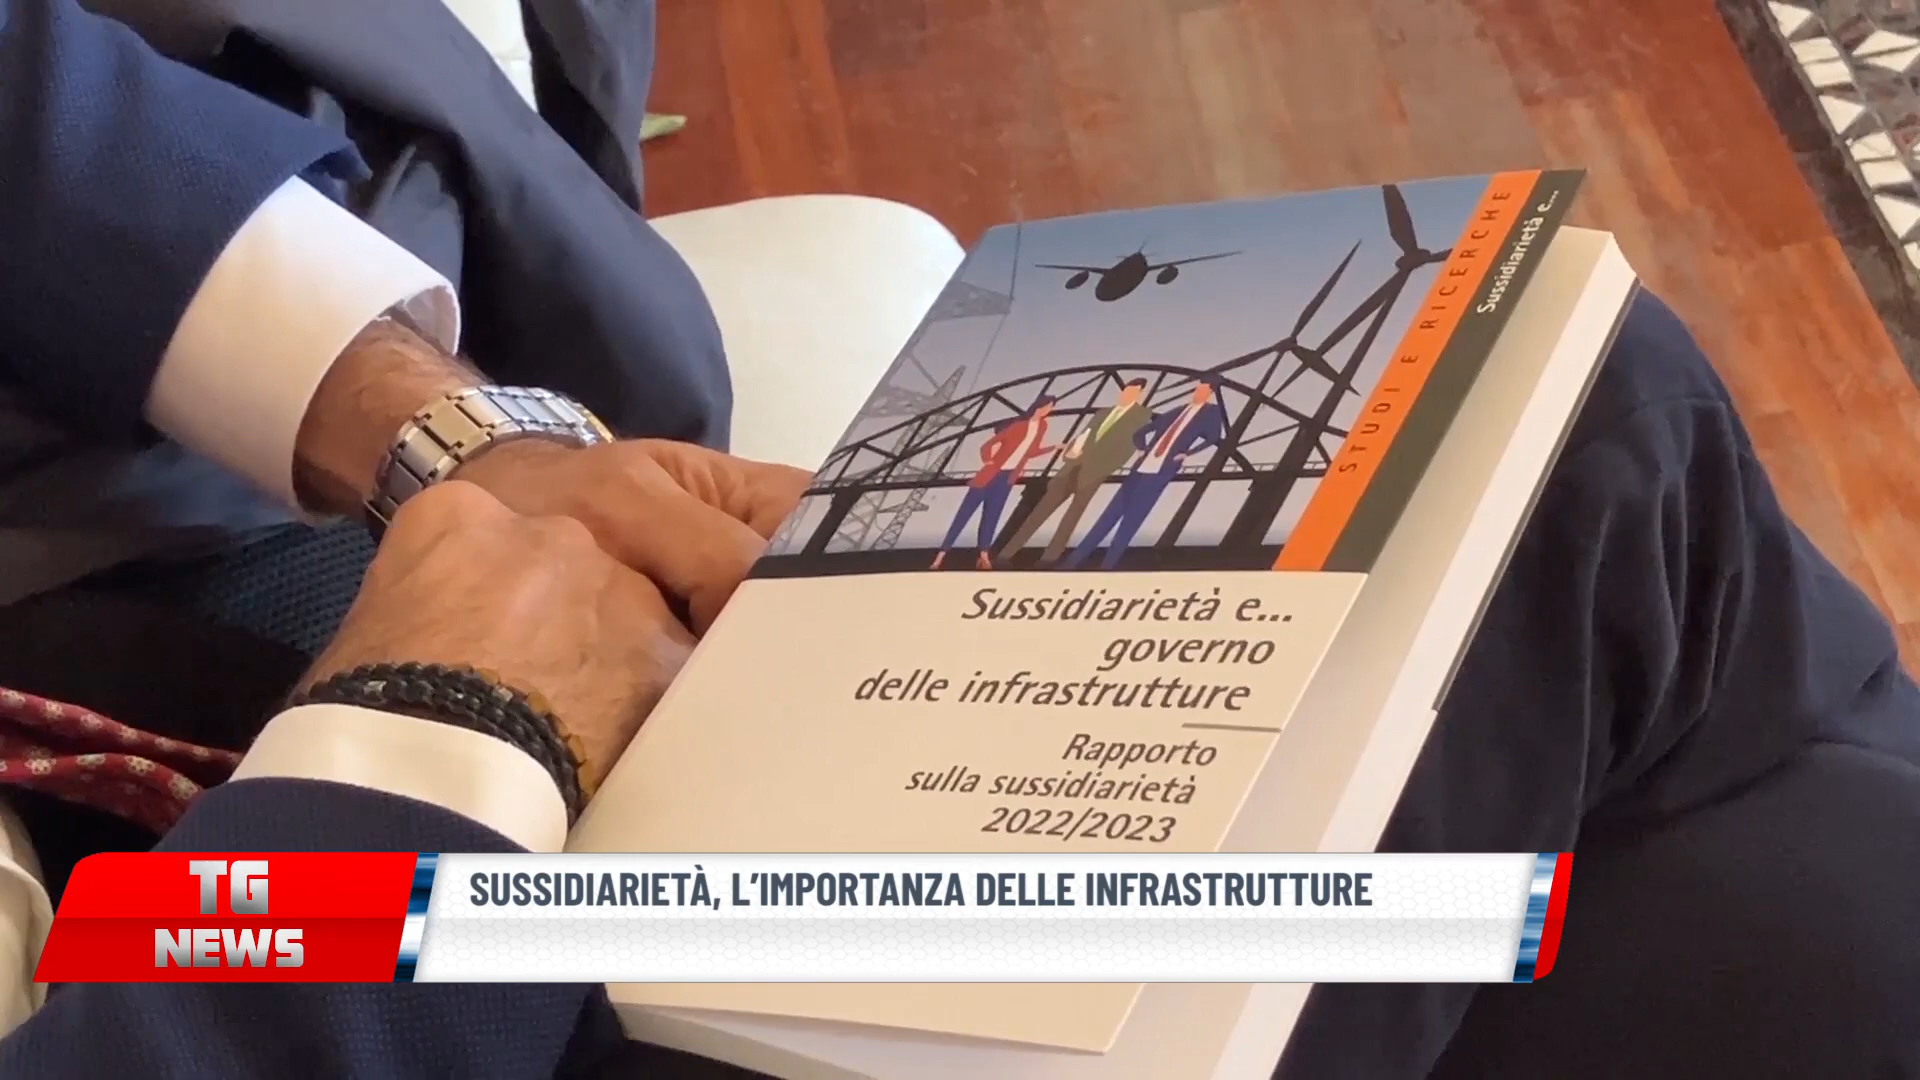 STUDI E RICERCHE
Sussidiarietà e...
Sussidiarietà e...
governo
delle infrastrutture
Rapporto
sulla sussidiarietà
2022/2023
TG
NEWS
SUSSIDIARIETÀ, L'IMPORTANZA DELLE INFRASTRUTTURE